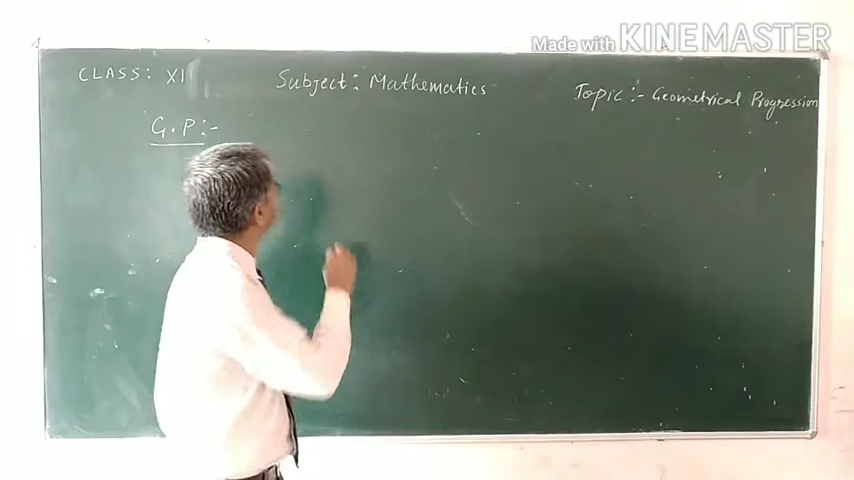 Made with KINEMASTER
CLASS: XI
Subject: Mathematics
Topic:- Geometrical Progression
G.P:-